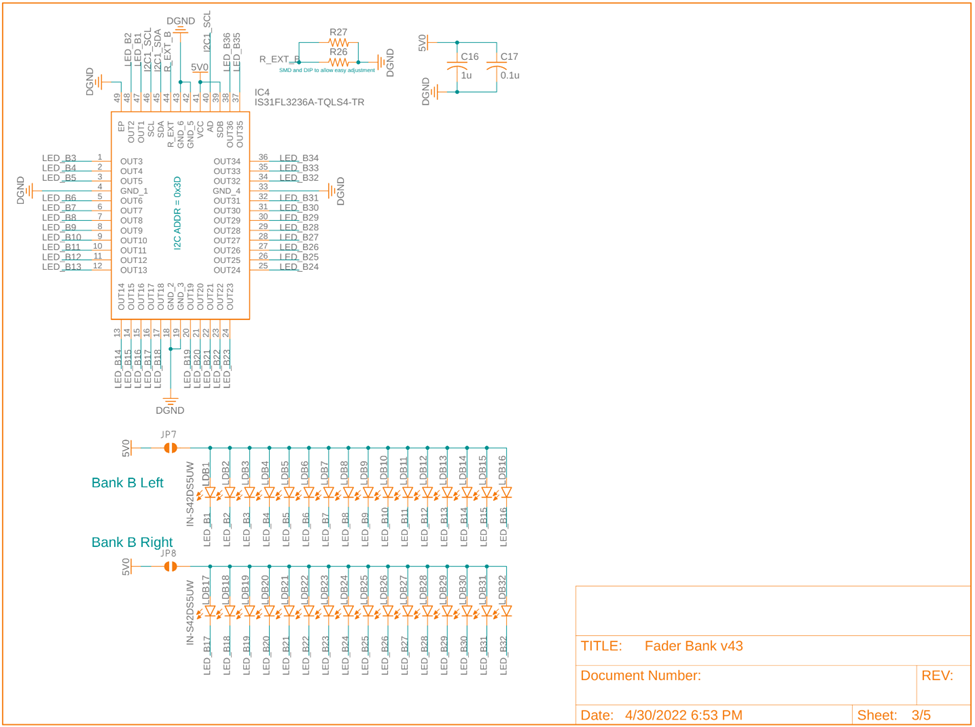 DGND
LED_B2
LED_B1
I2C1_SCL
I2C1_SDA
R_EXT_B
5V0
I2C1_SCL
LED_B36
LED_B35
DGND
49 48 47 46 45 44 43 42 41 40 39 38 37
IC4
IS31FL3236A-TQLS4-TR
EP OUT2 OUT1 SCL SDA R_EXT GND_6 GND_5 VCC AD SDB OUT36 OUT35
LED_B3 1 OUT3 OUT34 36 LED_B34
LED_B4 2 OUT4 OUT33 35 LED_B33
LED_B5 3 OUT5 OUT32 34 LED_B32
DGND 4 GND_1 GND_4 33 DGND
LED_B6 5 OUT6 OUT31 32 LED_B31
LED_B7 6 OUT7 OUT30 31 LED_B30
LED_B8 7 OUT8 OUT29 30 LED_B29
LED_B9 8 OUT9 OUT28 29 LED_B28
LED_B10 9 OUT10 OUT27 28 LED_B27
LED_B11 10 OUT11 OUT26 27 LED_B26
LED_B12 11 OUT12 OUT25 26 LED_B25
LED_B13 12 OUT13 OUT24 25 LED_B24
I2C ADDR = 0x3D
OUT14 OUT15 OUT16 OUT17 OUT18 GND_2 GND_3 OUT19 OUT20 OUT21 OUT22 OUT23
13 14 15 16 17 18 19 20 21 22 23 24
LED_B14 LED_B15 LED_B16 LED_B17 LED_B18 LED_B19 LED_B20 LED_B21 LED_B22 LED_B23
DGND
R27
R26
R_EXT_B
DGND
SMD and DIP to allow easy adjustment
5V0
C16 C17
1u 0.1u
DGND
JP7
5V0
Bank B Left
IN-S42DS5UW
LDB1 LDB2 LDB3 LDB4 LDB5 LDB6 LDB7 LDB8 LDB9 LDB10 LDB11 LDB12 LDB13 LDB14 LDB15 LDB16
LED_B1 LED_B2 LED_B3 LED_B4 LED_B5 LED_B6 LED_B7 LED_B8 LED_B9 LED_B10 LED_B11 LED_B12 LED_B13 LED_B14 LED_B15 LED_B16
Bank B Right
JP8
5V0
IN-S42DS5UW
LDB17 LDB18 LDB19 LDB20 LDB21 LDB22 LDB23 LDB24 LDB25 LDB26 LDB27 LDB28 LDB29 LDB30 LDB31 LDB32
LED_B17 LED_B18 LED_B19 LED_B20 LED_B21 LED_B22 LED_B23 LED_B24 LED_B25 LED_B26 LED_B27 LED_B28 LED_B29 LED_B30 LED_B31 LED_B32
TITLE: Fader Bank v43
Document Number: REV:
Date: 4/30/2022 6:53 PM Sheet: 3/5